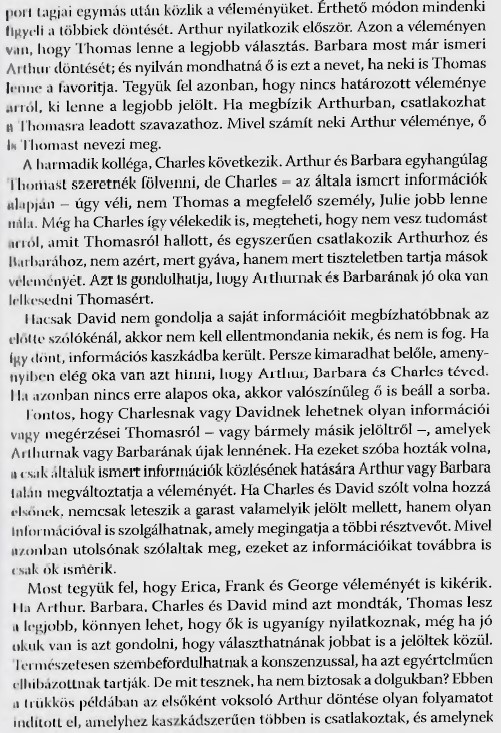 port tagjai egymás után közlik a véleményüket. Érthető módon mindenki
figyeli a többiek döntését. Arthur nyilatkozik először. Azon a véleményen
van, hogy Thomas lenne a legjobb választás. Barbara most már ismeri
Arthur döntését; és nyilván mondhatná ő is ezt a nevet, ha neki is Thomas
lenne a favoritja. Tegyük fel azonban, hogy nincs határozott véleménye
arról, ki lenne a legjobb jelölt. Ha megbízik Arthurban, csatlakozhat
a Thomasra leadott szavazathoz. Mivel számít neki Arthur véleménye, ő
is Thomast nevezi meg.
A harmadik kolléga, Charles következik. Arthur és Barbara egyhangúlag
Thomast szeretnék fölvenni, de Charles – az általa ismert információk
alapján – úgy véli, nem Thomas a megfelelő személy, Julie jobb lenne
nála. Még ha Charles így vélekedik is, megteheti, hogy nem vesz tudomást
arról, amit Thomasról hallott, és egyszerűen csatlakozik Arthurhoz és
Barbarához, nem azért, mert gyáva, hanem mert tiszteletben tartja mások
véleményét. Azt is gondolhatja, hogy Arthurnak és Barbarának jó oka van
lelkesedni Thomasért.
Hacsak David nem gondolja a saját információit megbízhatóbbnak az
előtte szólókénál, akkor nem kell ellentmondania nekik, és nem is fog. Ha
így dönt, információs kaszkádba került. Persze kimaradhat belőle, ameny-
nyiben elég oka van azt hinni, hogy Arthur, Barbara és Charles téved.
Ha azonban nincs erre alapos oka, akkor valószínűleg ő is beáll a sorba.
Fontos, hogy Charlesnak vagy Davidnek lehetnek olyan információi
vagy megérzései Thomasról – vagy bármely másik jelöltről –, amelyek
Arthurnak vagy Barbarának újak lennének. Ha ezeket szóba hozták volna,
a csak általuk ismert információk közlésének hatására Arthur vagy Barbara
talán megváltoztatja a véleményét. Ha Charles és David szólt volna hozzá
elsőnek, nemcsak leteszik a garast valamelyik jelölt mellett, hanem olyan
információval is szolgálhatnak, amely megingatja a többi résztvevőt. Mivel
azonban utolsónak szólaltak meg, ezeket az információikat továbbra is
csak ők ismérik.
Most tegyük fel, hogy Erica, Frank és George véleményét is kikérik.
Ha Arthur, Barbara, Charles és David mind azt mondták, Thomas lesz
a legjobb, könnyen lehet, hogy ők is ugyanígy nyilatkoznak, még ha jó
okuk van is azt gondolni, hogy választhatnának jobbat is a jelöltek közül.
Természetesen szembefordulhatnak a konszenzussal, ha azt egyértelműen
elhibázottnak tartják. De mit tesznek, ha nem biztosak a dolgukban? Ebben
a trükkös példában az elsőként voksoló Arthur döntése olyan folyamatot
indított el, amelyhez kaszkádszerűen többen is csatlakoztak, és amelynek